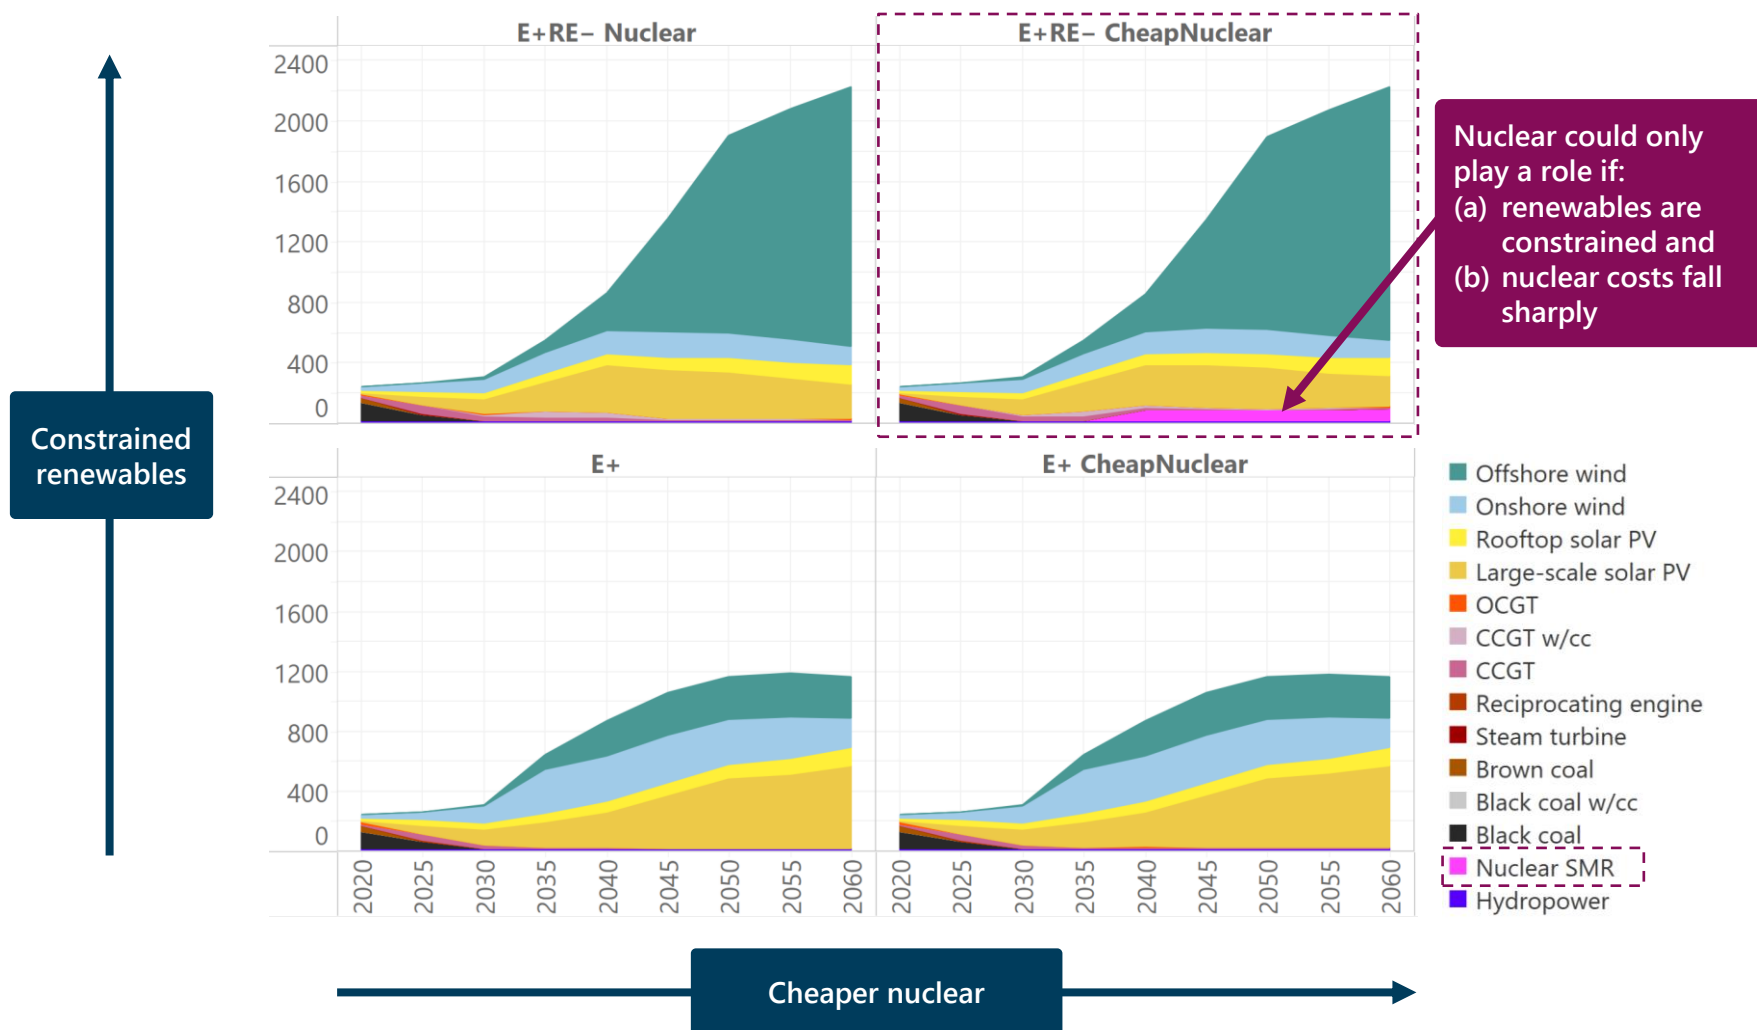 E+RE− Nuclear
E+RE− CheapNuclear
2400
2000
1600
1200
800
400
0
Nuclear could only
play a role if:
(a) renewables are
constrained and
(b) nuclear costs fall
sharply
Constrained
renewables
E+
E+ CheapNuclear
2400
2000
1600
1200
800
400
0
2020
2025
2030
2035
2040
2045
2050
2055
2060
2020
2025
2030
2035
2040
2045
2050
2055
2060
Offshore wind
Onshore wind
Rooftop solar PV
Large-scale solar PV
OCGT
CCGT w/cc
CCGT
Reciprocating engine
Steam turbine
Brown coal
Black coal w/cc
Black coal
Nuclear SMR
Hydropower
Cheaper nuclear